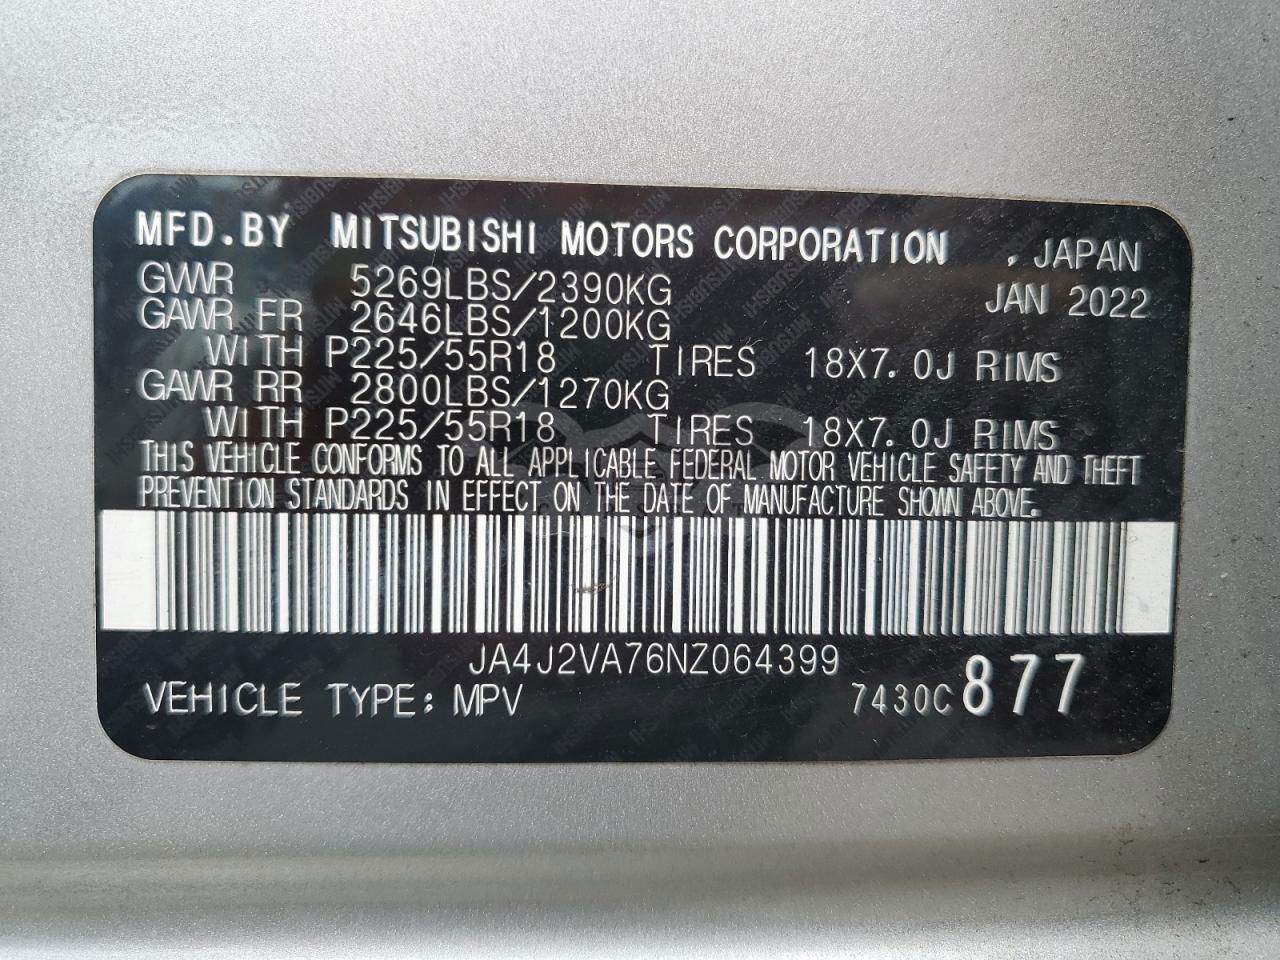 MFD.BY MITSUBISHI MOTORS CORPORATION , JAPAN
GVWR 5269LBS/2390KG JAN 2022
GAWR FR 2646LBS/1200KG
WITH P225/55R18 TIRES 18X7.0J RIMS
GAWR RR 2800LBS/1270KG
WITH P225/55R18 TIRES 18X7.0J RIMS
THIS VEHICLE CONFORMS TO ALL APPLICABLE FEDERAL MOTOR VEHICLE SAFETY AND THEFT
PREVENTION STANDARDS IN EFFECT ON THE DATE OF MANUFACTURE SHOWN ABOVE.
JA4J2VA76NZ064399
VEHICLE TYPE: MPV 7430C 877